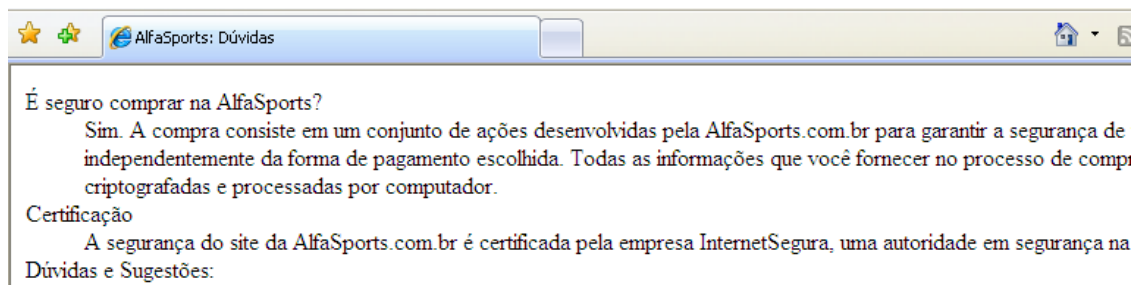 AlfaSports: Dúvidas
É seguro comprar na AlfaSports?
Sim. A compra consiste em um conjunto de ações desenvolvidas pela AlfaSports.com.br para garantir a segurança de
independentemente da forma de pagamento escolhida. Todas as informações que você fornecer no processo de
criptografadas e processadas por computador.
Certificação
A segurança do site da AlfaSports.com.br é certificada pela empresa InternetSegura, uma autoridade em segurança na
Dúvidas e Sugestões: